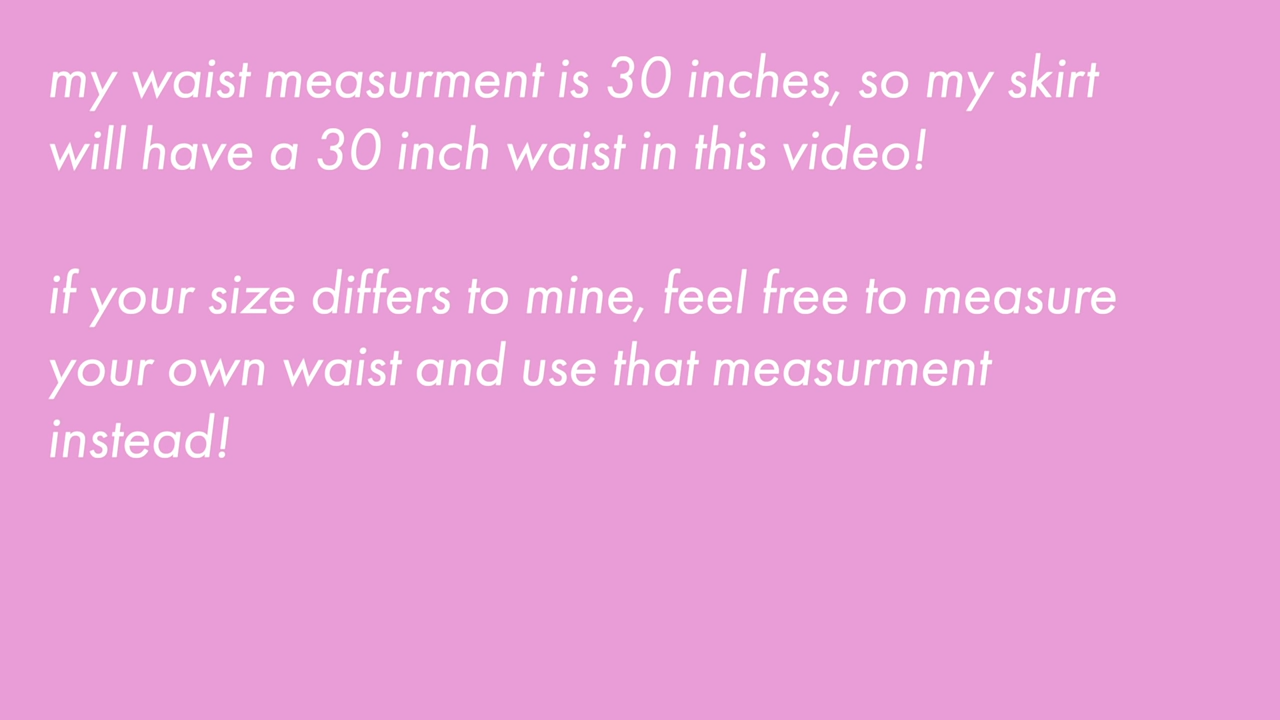 my waist measurment is 30 inches, so my skirt
will have a 30 inch waist in this video!
if your size differs to mine, feel free to measure
your own waist and use that measurment
instead!